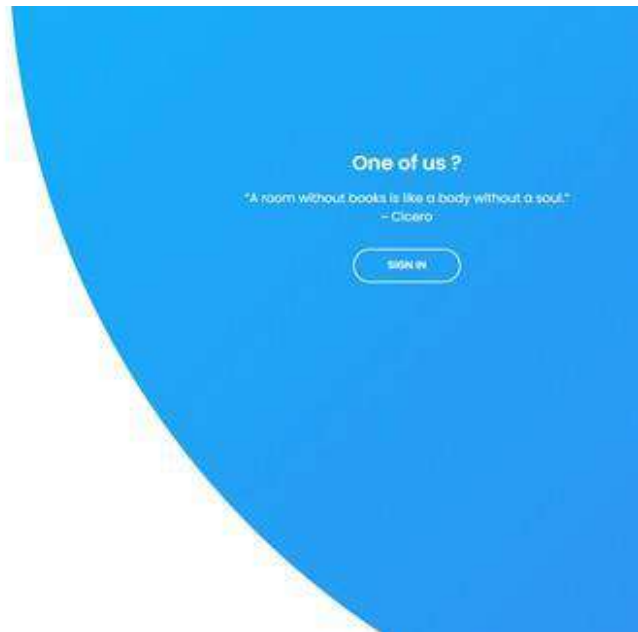 One of us ?
"A room without books is like a body without a soul."
– Cicero
SIGN IN